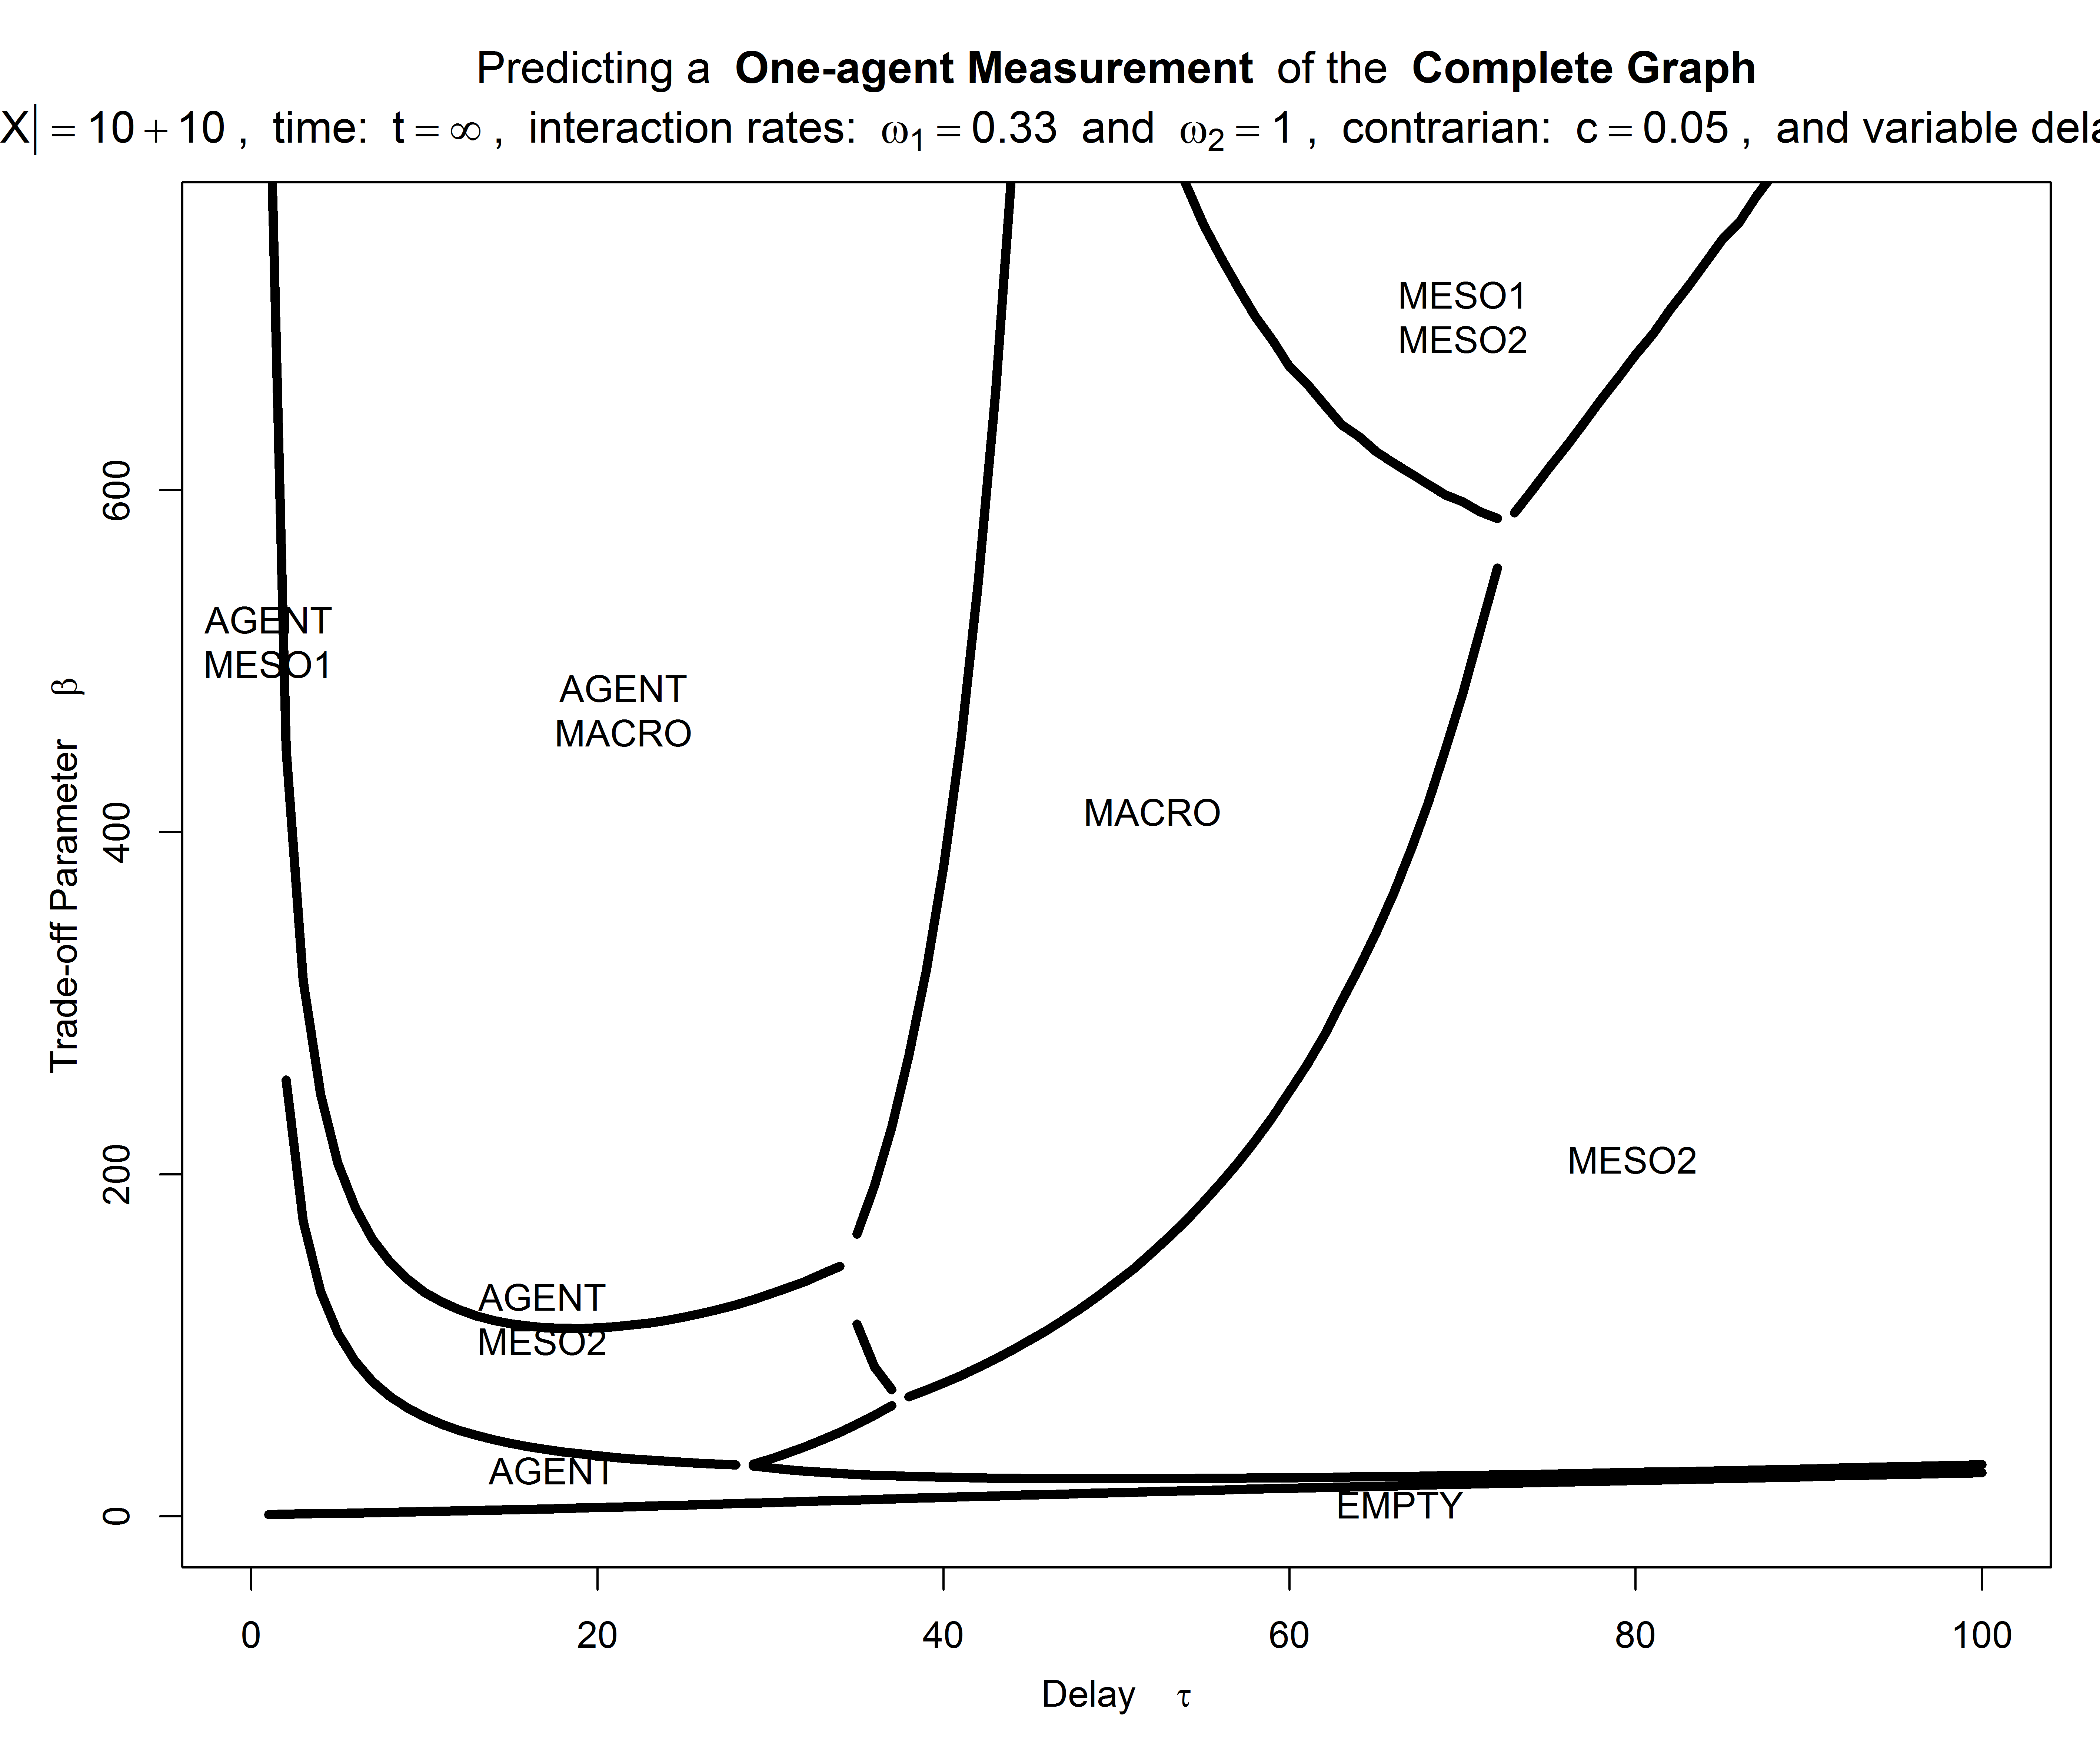 Predicting a One-agent Measurement of the Complete Graph
X| = 10 + 10 , time: t = ∞ , interaction rates: ω1 = 0.33 and ω2 = 1 , contrarian: c = 0.05 , and variable dela
MESO1
MESO2
AGENT
MESO1
AGENT
MACRO
MACRO
MESO2
AGENT
MESO2
AGENT
EMPTY
Trade-off Parameter β
0
200
400
600
0 20 40 60 80 100
Delay τ